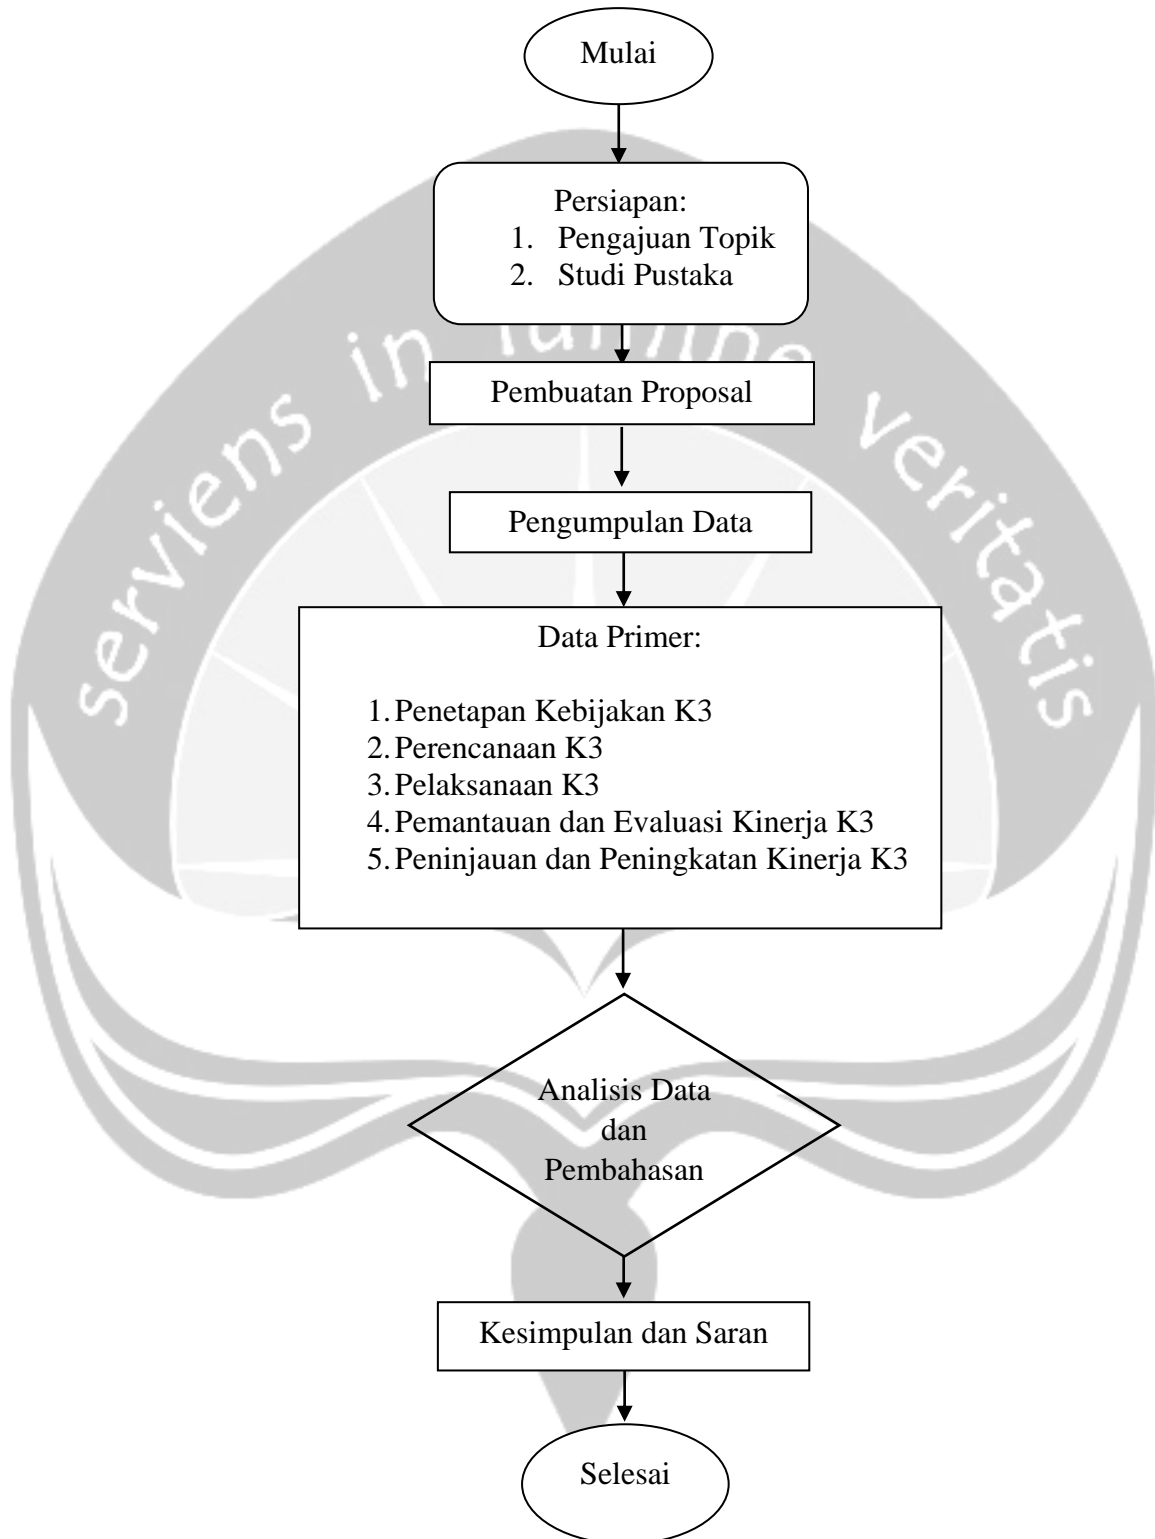 Mulai
Persiapan:
1. Pengajuan Topik
2. Studi Pustaka
serviens in lumine veritatis
Pembuatan Proposal
Pengumpulan Data
Data Primer:
1. Penetapan Kebijakan K3
2. Perencanaan K3
3. Pelaksanaan K3
4. Pemantauan dan Evaluasi Kinerja K3
5. Peninjauan dan Peningkatan Kinerja K3
Analisis Data
dan
Pembahasan
Kesimpulan dan Saran
Selesai